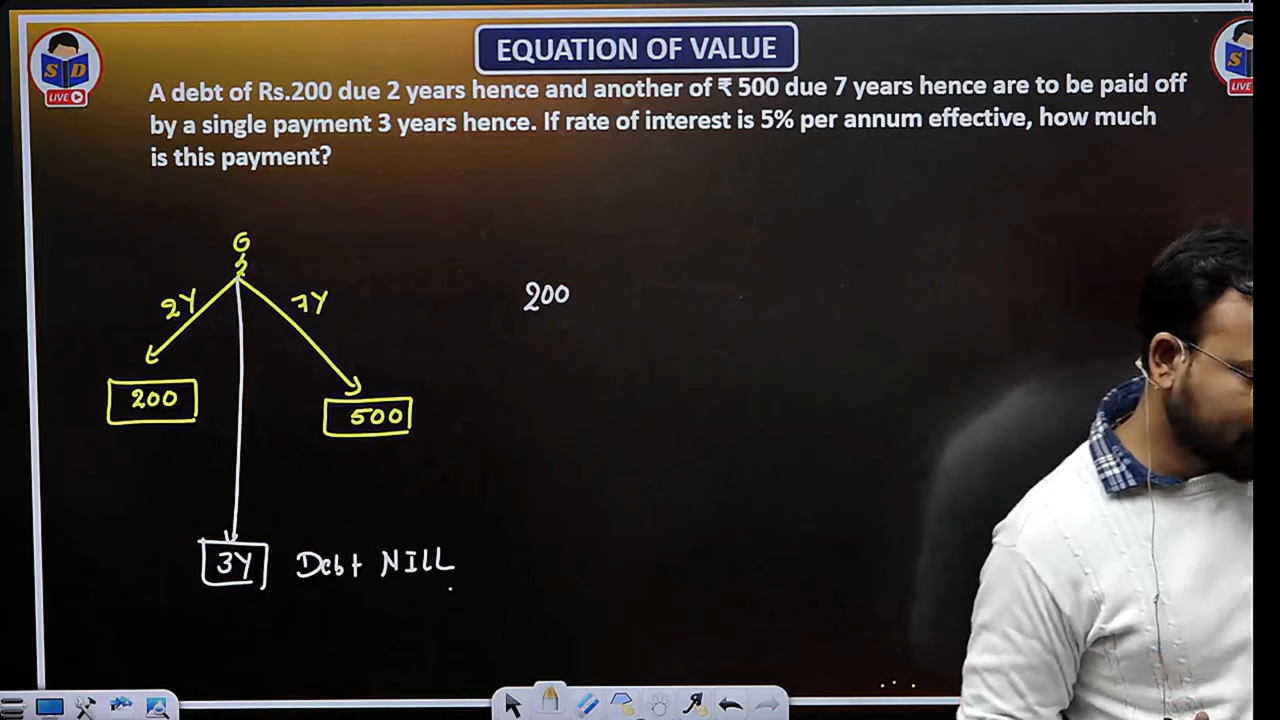 EQUATION OF VALUE
S D
LIVE
S
LIVE
A debt of Rs.200 due 2 years hence and another of ₹ 500 due 7 years hence are to be paid off
by a single payment 3 years hence. If rate of interest is 5% per annum effective, how much
is this payment?
2Y
7Y
200
200
500
3Y Debt NILL